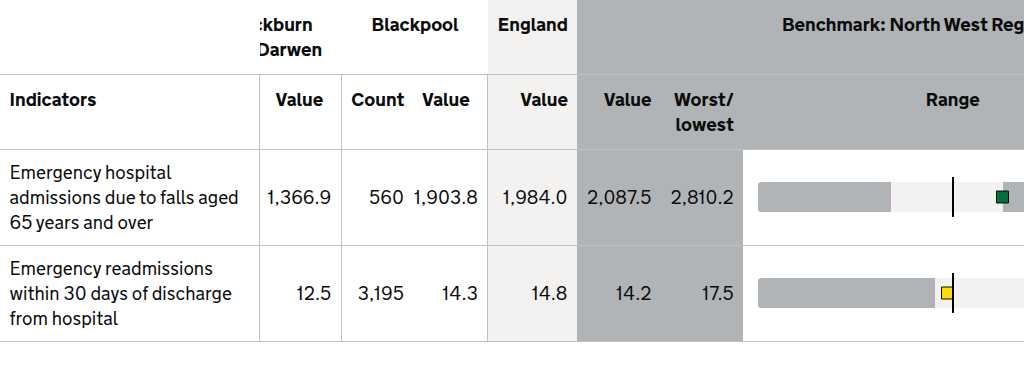 ckburn Blackpool England Benchmark: North West Reg
Darwen
Indicators Value Count Value Value Value Worst/ Range
lowest
Emergency hospital
admissions due to falls aged 1,366.9 560 1,903.8 1,984.0 2,087.5 2,810.2
65 years and over
Emergency readmissions
within 30 days of discharge 12.5 3,195 14.3 14.8 14.2 17.5
from hospital